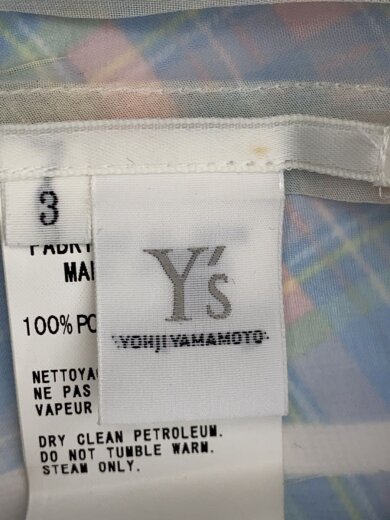 3
Y's
YOHJI YAMAMOTO
100% PO
NETTOYA
NE PAS
VAPEUR
DRY CLEAN PETROLEUM.
DO NOT TUMBLE WARM.
STEAM ONLY.